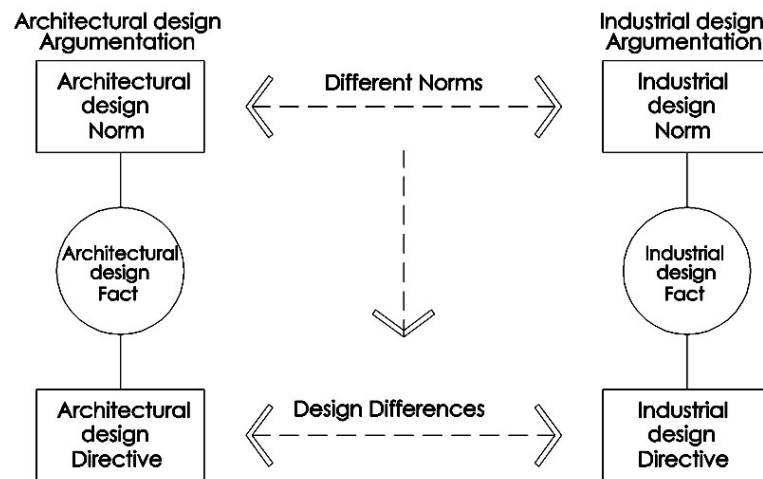 Architectural design
Argumentation
Industrial design
Argumentation
Architectural
design
Norm
Different Norms
Industrial
design
Norm
Architectural
design
Fact
Industrial
design
Fact
Architectural
design
Directive
Design Differences
Industrial
design
Directive